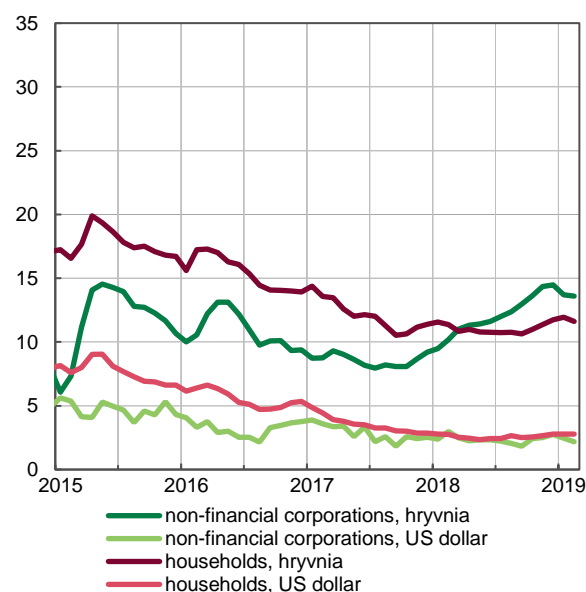 35
30
25
20
15
10
5
0
2015 2016 2017 2018 2019
non-financial corporations, hryvnia
non-financial corporations, US dollar
households, hryvnia
households, US dollar